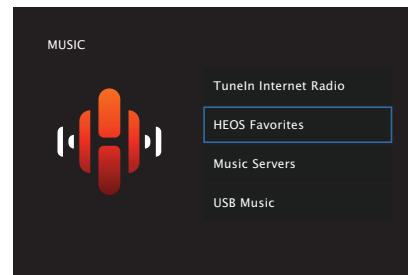 MUSIC
TuneIn Internet Radio
HEOS Favorites
Music Servers
USB Music